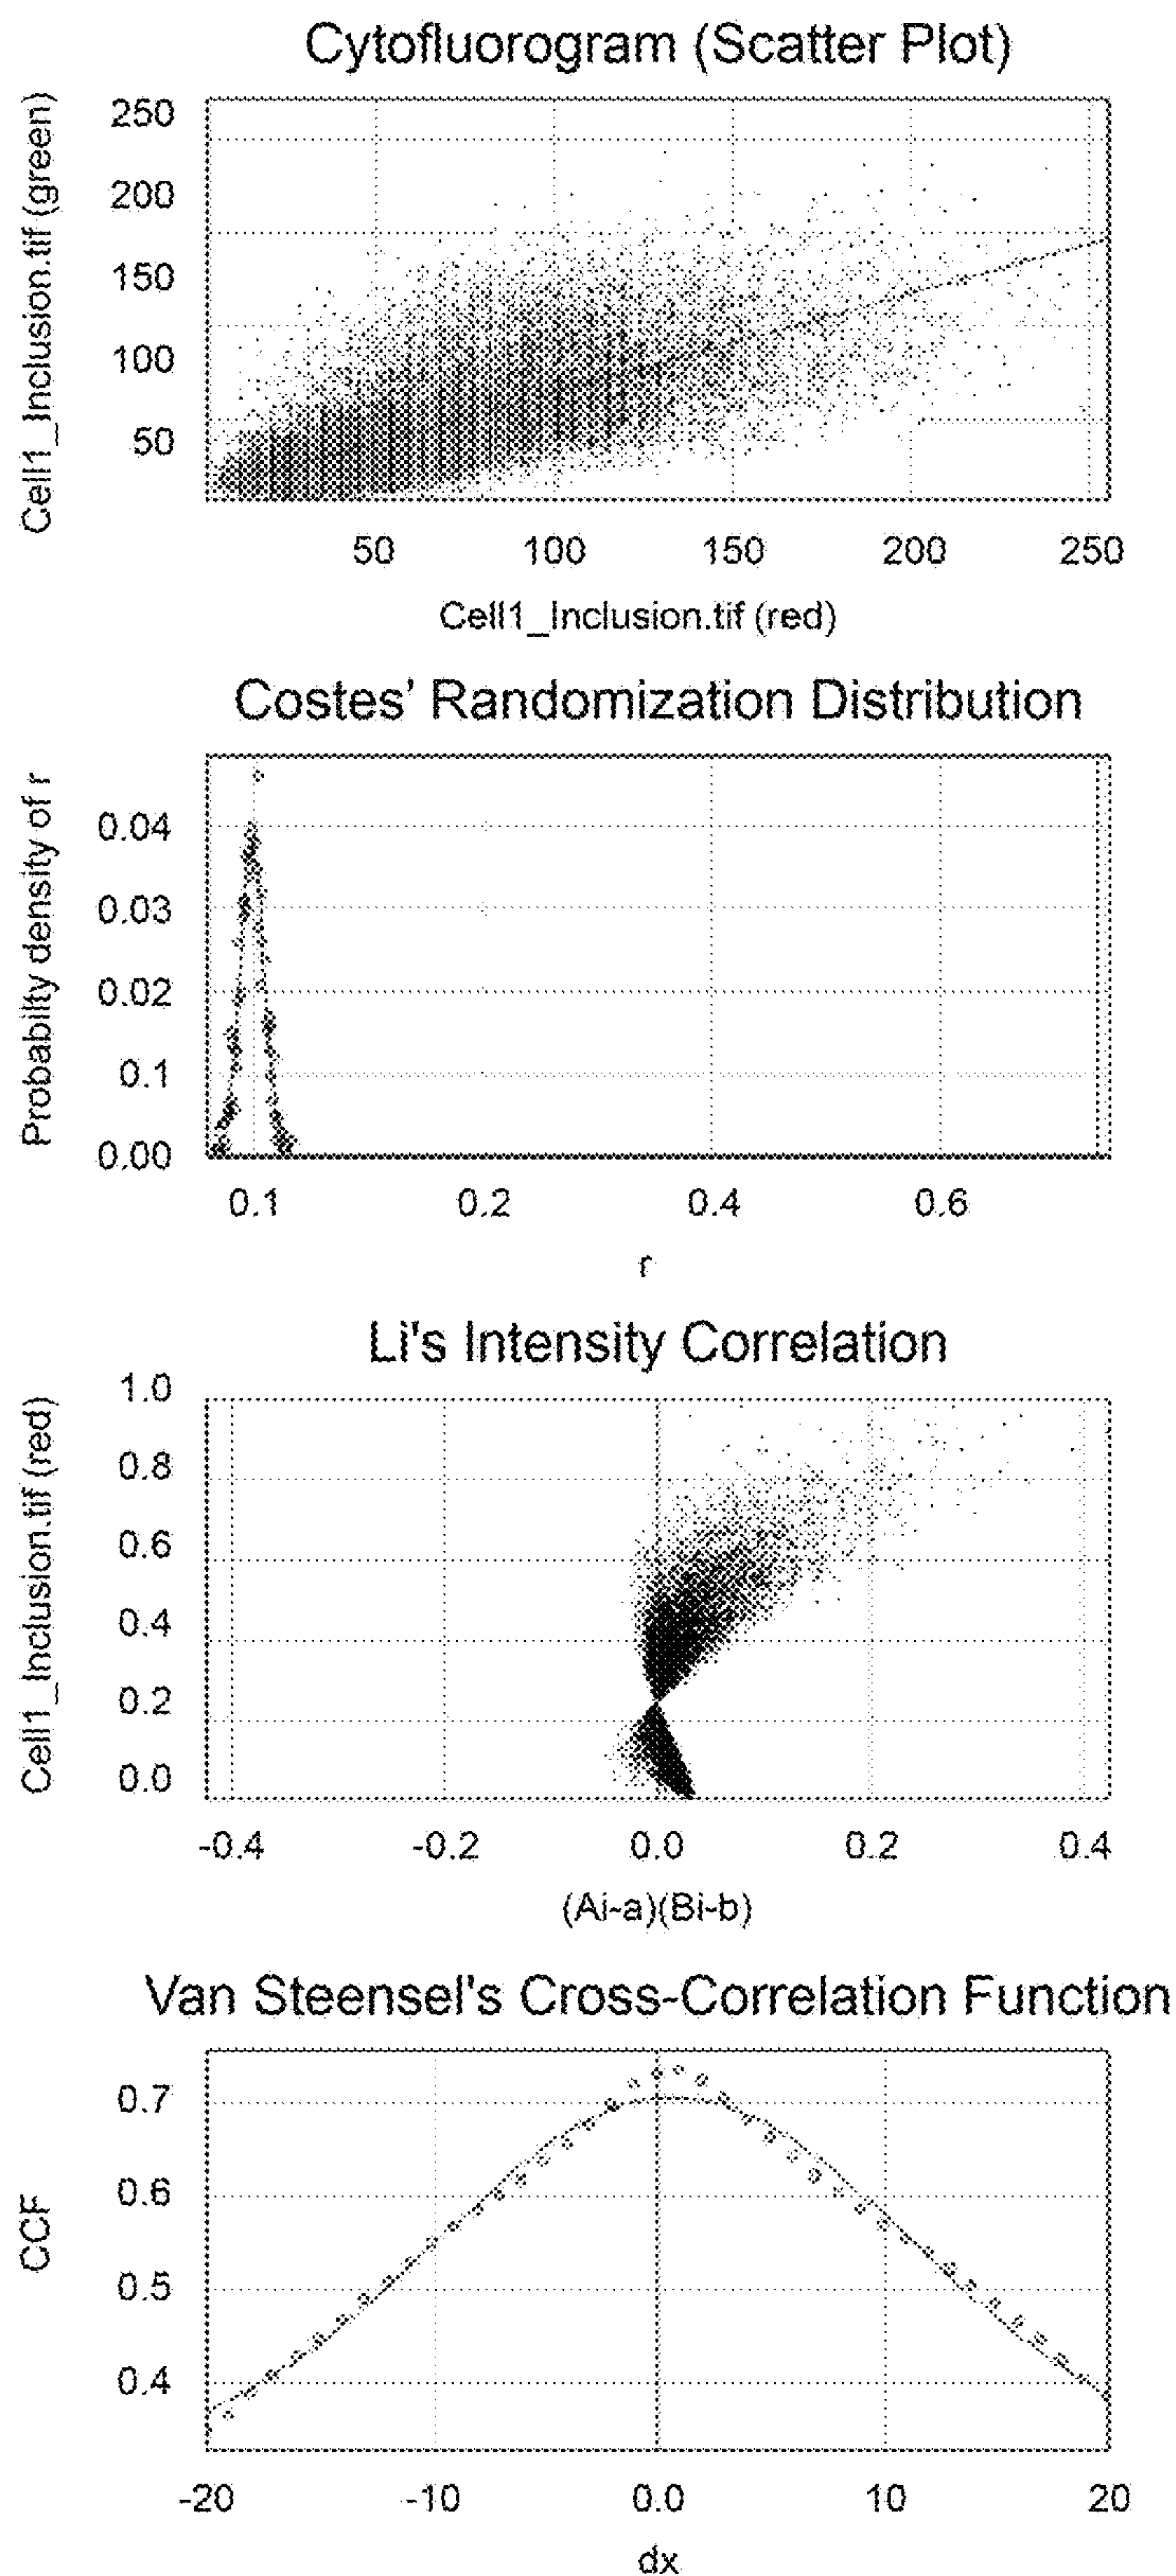 Cytofluorogram (Scatter Plot)
Cell1_Inclusion.tif (green)
250
200
150
100
50
50 100 150 200 250
Cell1_Inclusion.tif (red)
Costes' Randomization Distribution
Probabilty density of r
0.04
0.03
0.02
0.1
0.00
0.1 0.2 0.4 0.6
r
Li's Intensity Correlation
Cell1_Inclusion.tif (red)
1.0
0.8
0.6
0.4
0.2
0.0
-0.4 -0.2 0.0 0.2 0.4
(Ai-a)(Bi-b)
Van Steensel's Cross-Correlation Function
CCF
0.7
0.6
0.5
0.4
-20 -10 0.0 10 20
dx